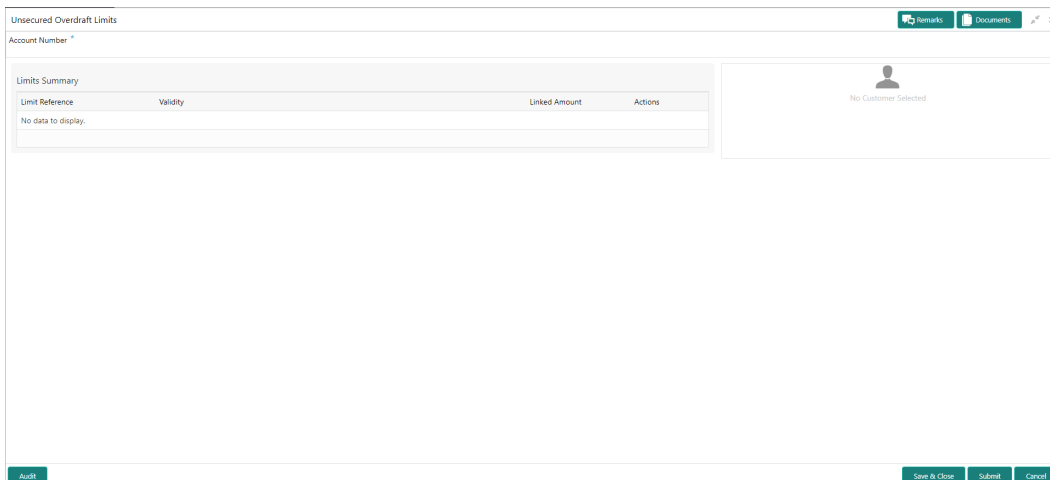 Unsecured Overdraft Limits
Remarks
Documents
Account Number *
Limits Summary
Limit Reference Validity Linked Amount Actions
No data to display.
No Customer Selected
Audit
Save & Close
Submit
Cancel